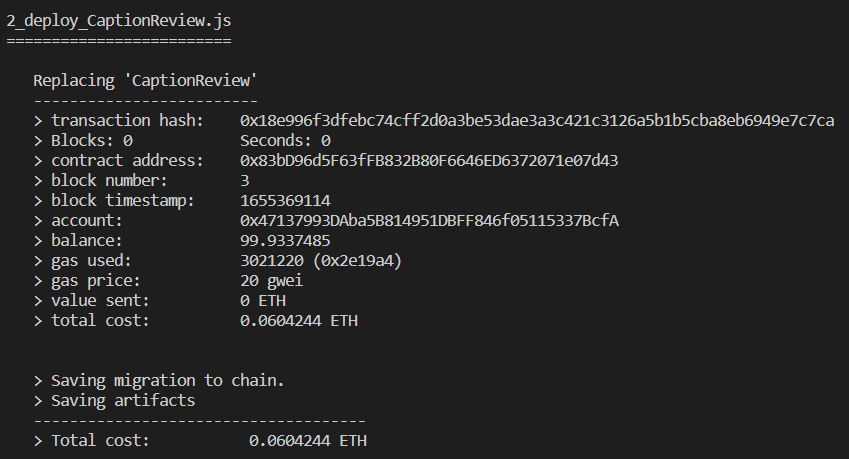 2_deploy_CaptionReview.js
=========================
Replacing 'CaptionReview'
-------------------------
> transaction hash: 0x18e996f3dfebc74cff2d0a3be53dae3a3c421c3126a5b1b5cba8eb6949e7c7ca
> Blocks: 0 Seconds: 0
> contract address: 0x83bD96d5F63fFB832B80F6646ED6372071e07d43
> block number: 3
> block timestamp: 1655369114
> account: 0x47137993DAba5B814951DBFF846f05115337BcfA
> balance: 99.9337485
> gas used: 3021220 (0x2e19a4)
> gas price: 20 gwei
> value sent: 0 ETH
> total cost: 0.0604244 ETH
> Saving migration to chain.
> Saving artifacts
-------------------------------------
> Total cost: 0.0604244 ETH